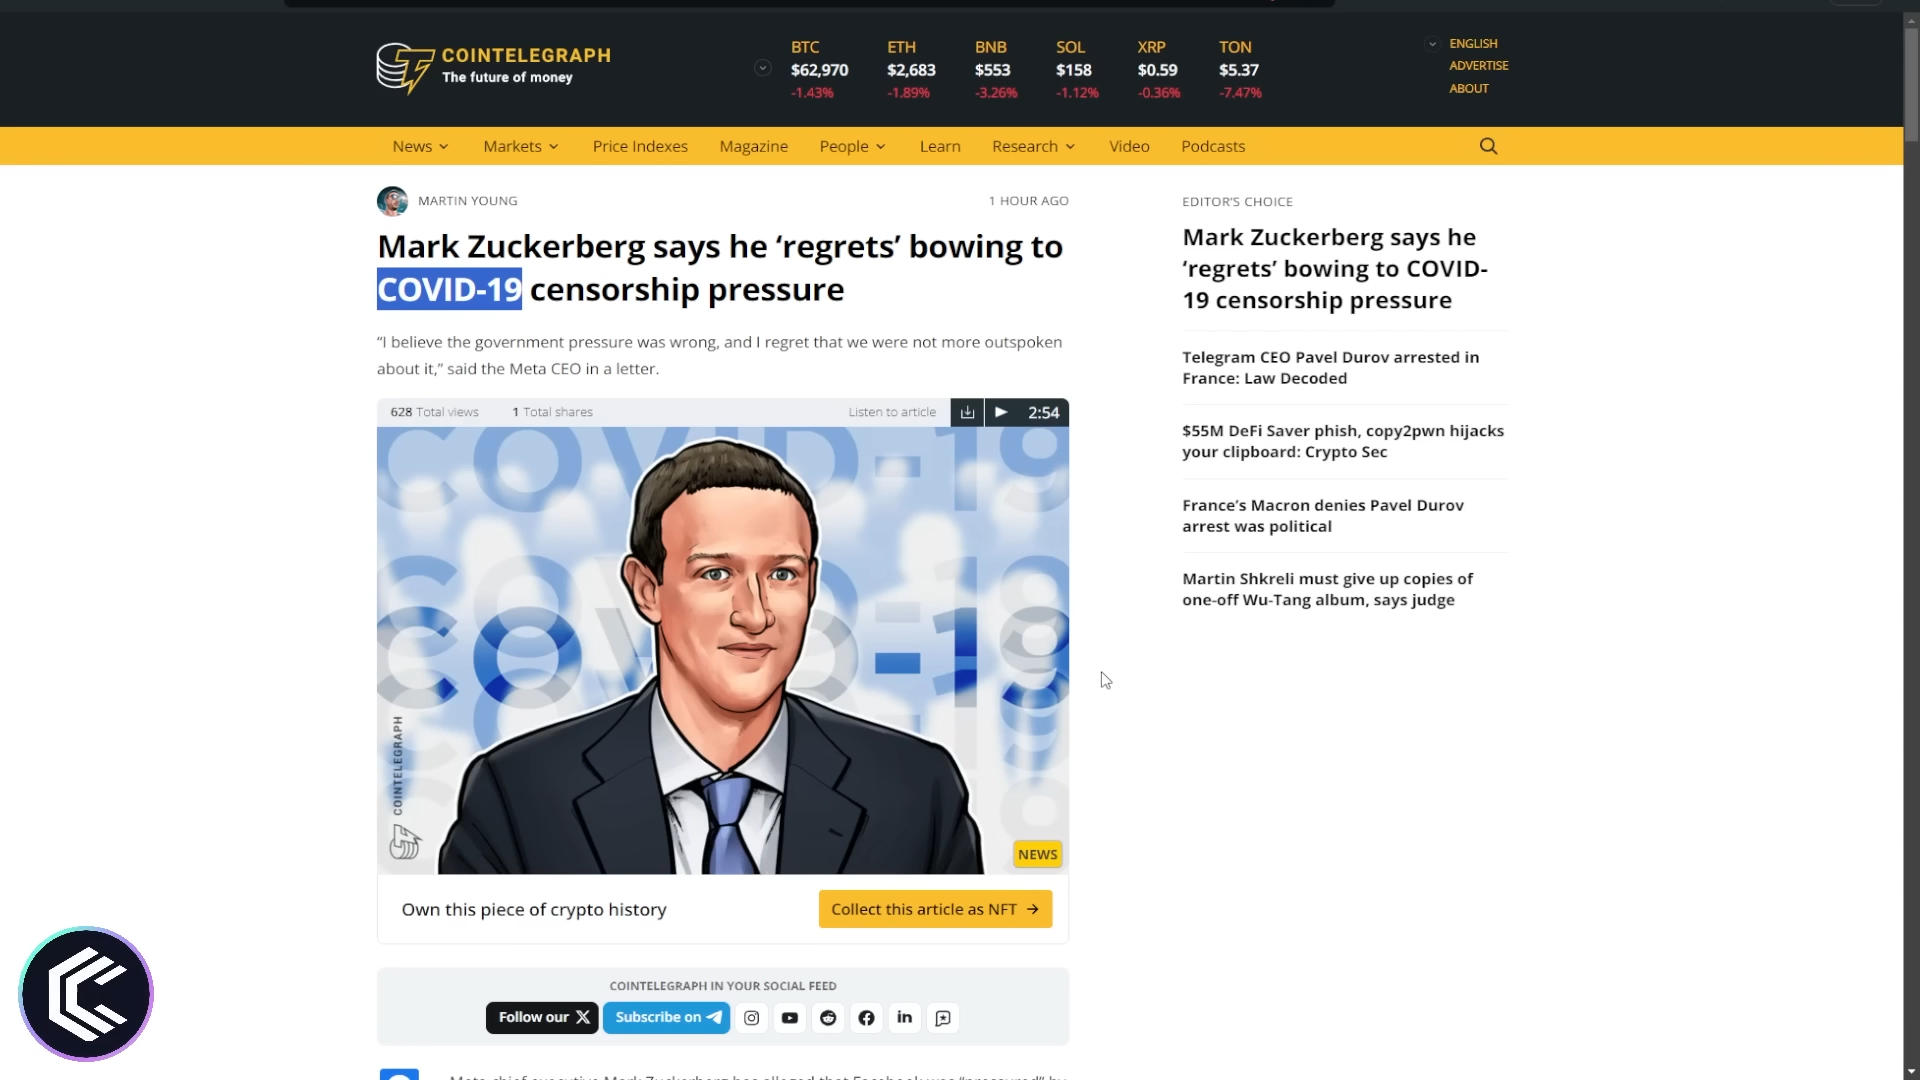 COINTELEGRAPH
The future of money
BTC
$62,970
-1.43%
ETH
$2,683
-1.89%
BNB
$553
-3.26%
SOL
$158
-1.12%
XRP
$0.59
-0.36%
TON
$5.37
-7.47%
ENGLISH
ADVERTISE
ABOUT
News Markets Price Indexes Magazine People Learn Research Video Podcasts
MARTIN YOUNG 1 HOUR AGO
Mark Zuckerberg says he ‘regrets’ bowing to
COVID-19 censorship pressure
“I believe the government pressure was wrong, and I regret that we were not more outspoken
about it,” said the Meta CEO in a letter.
628 Total views 1 Total shares Listen to article 2:54
COVID-19
COVID-19
COINTELEGRAPH
NEWS
Own this piece of crypto history Collect this article as NFT →
COINTELEGRAPH IN YOUR SOCIAL FEED
Follow our X Subscribe on
Meta chief executive Mark Zuckerberg has alleged that Facebook was “pressured” by
EDITOR’S CHOICE
Mark Zuckerberg says he
‘regrets’ bowing to COVID-
19 censorship pressure
Telegram CEO Pavel Durov arrested in
France: Law Decoded
$55M DeFi Saver phish, copy2pwn hijacks
your clipboard: Crypto Sec
France’s Macron denies Pavel Durov
arrest was political
Martin Shkreli must give up copies of
one-off Wu-Tang album, says judge